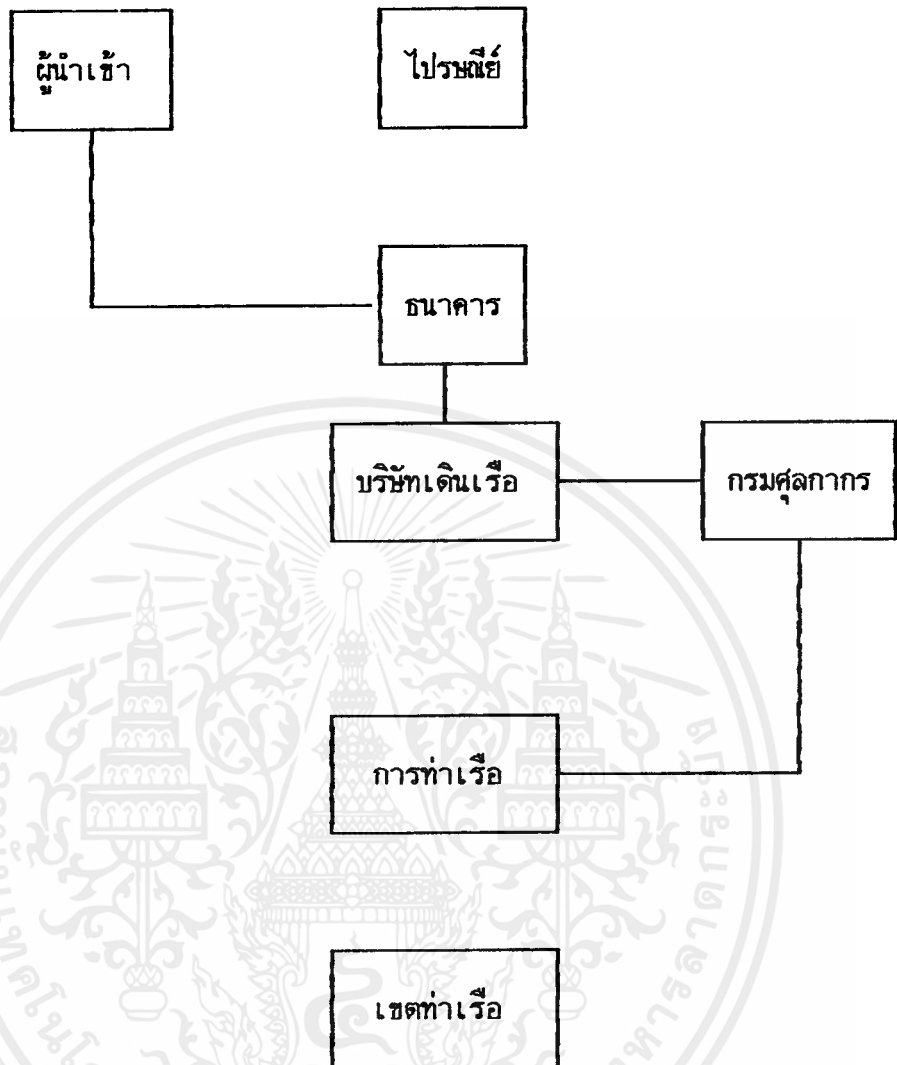 ผู้นำเข้า
ไปรษณีย์
ธนาคาร
บริษัทเดินเรือ
กรมศุลกากร
การท่าเรือ
เขตท่าเรือ